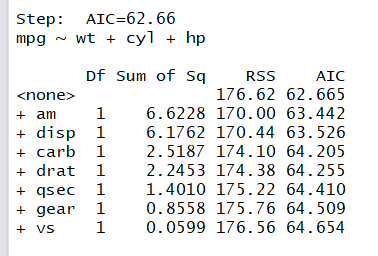 Step:  AIC=62.66
mpg ~ wt + cyl + hp
Df Sum of Sq RSS AIC
<none> 176.62 62.665
+ am 1 6.6228 170.00 63.442
+ disp 1 6.1762 170.44 63.526
+ carb 1 2.5187 174.10 64.205
+ drat 1 2.2453 174.38 64.255
+ qsec 1 1.4010 175.22 64.410
+ gear 1 0.8558 175.76 64.509
+ vs 1 0.0599 176.56 64.654